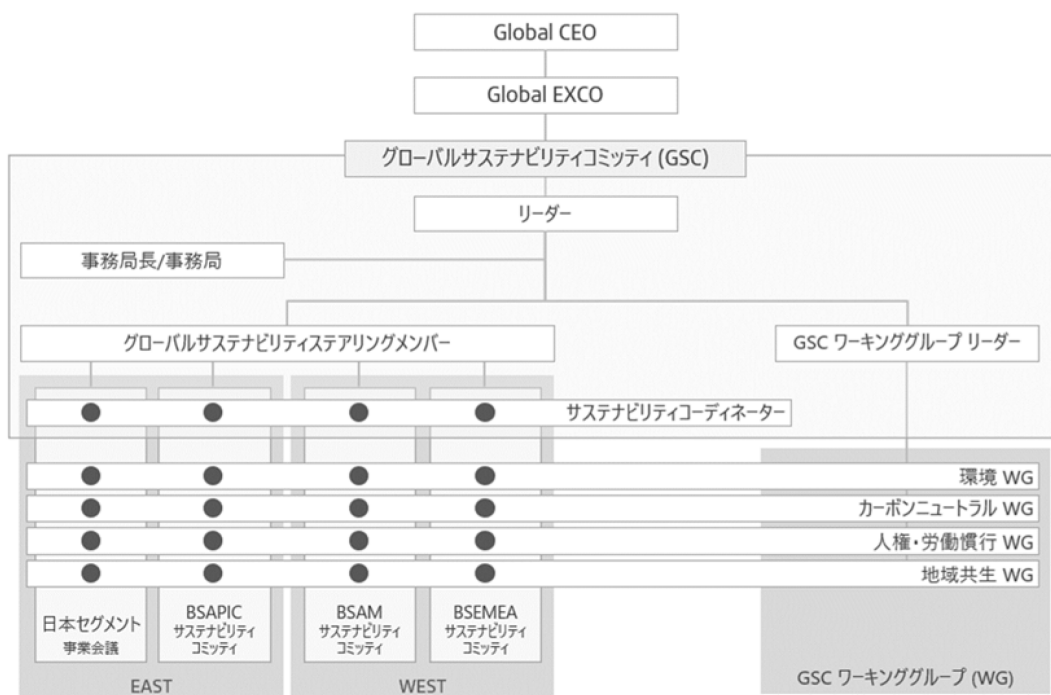 Global CEO
Global EXCO
グローバルサステナビリティコミッティ (GSC)
リーダー
事務局長/事務局
グローバルサステナビリティステアリングメンバー
GSC ワーキンググループ リーダー
サステナビリティコーディネーター
環境 WG
カーボンニュートラル WG
人権・労働慣行 WG
地域共生 WG
日本セグメント
事業会議
BSAPIC
サステナビリティ
コミッティ
BSAM
サステナビリティ
コミッティ
BSEMEA
サステナビリティ
コミッティ
EAST
WEST
GSC ワーキンググループ (WG)